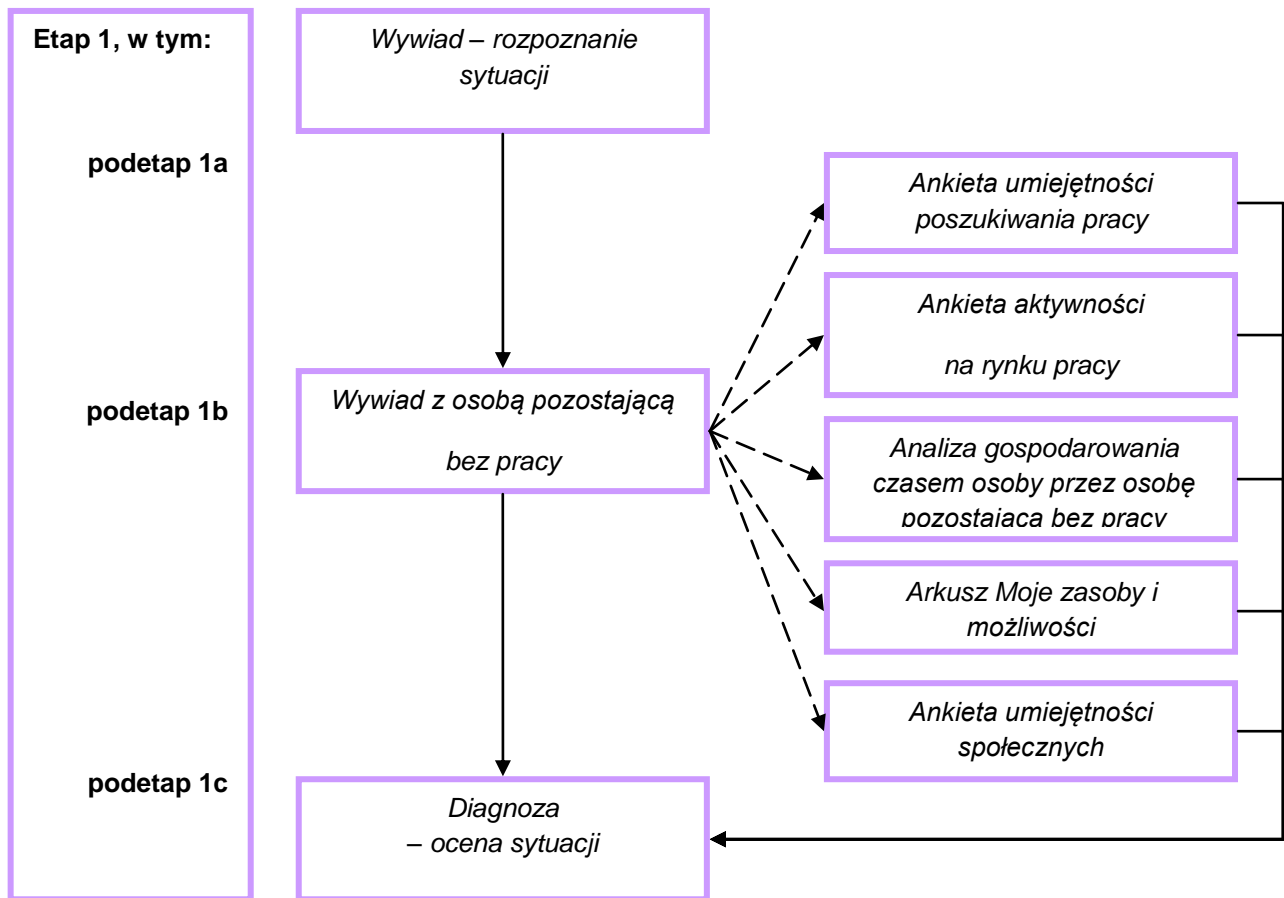 Etap 1, w tym:
podetap 1a
podetap 1b
podetap 1c
Wywiad – rozpoznanie
sytuacji
Wywiad z osobą pozostającą
bez pracy
Diagnoza
– ocena sytuacji
Ankieta umiejętności
poszukiwania pracy
Ankieta aktywności
na rynku pracy
Analiza gospodarowania
czasem osoby przez osobę
pozostającą bez pracy
Arkusz Moje zasoby i
możliwości
Ankieta umiejętności
społecznych